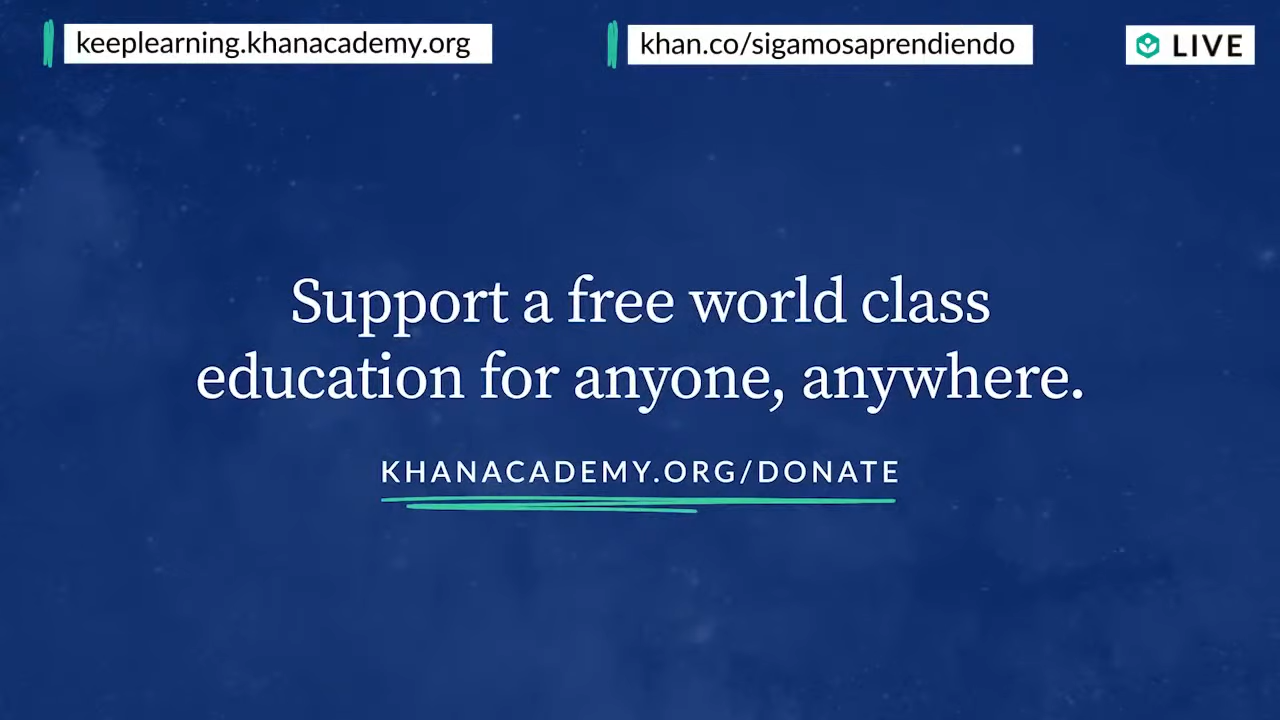 keeplearning.khanacademy.org
khan.co/sigamosaprendiendo
LIVE
Support a free world class
education for anyone, anywhere.
KHANACADEMY.ORG/DONATE